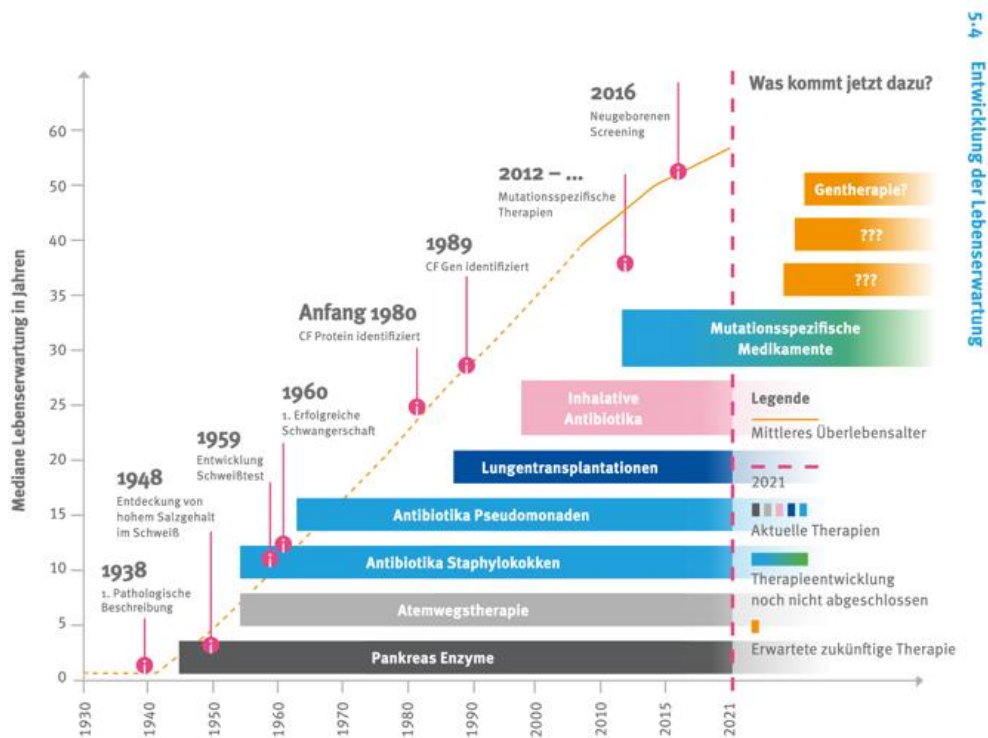 5.4 Entwicklung der Lebenserwartung
Mediane Lebenserwartung in Jahren
60
50
40
35
30
25
20
15
10
5
0
1930
1940
1950
1960
1970
1980
1990
2000
2010
2015
2021
1938
1. Pathologische
Beschreibung
1948
Entdeckung von
hohem Salzgehalt
im Schweiß
1959
Entwicklung
Schweißtest
1960
1. Erfolgreiche
Schwangerschaft
Anfang 1980
CF Protein identifiziert
1989
CF Gen identifiziert
2012 – ...
Mutationsspezifische
Therapien
2016
Neugeborenen
Screening
Was kommt jetzt dazu?
Gentherapie?
???
???
Mutationsspezifische
Medikamente
Inhalative
Antibiotika
Lungentransplantationen
Antibiotika Pseudomonaden
Antibiotika Staphylokokken
Atemwegstherapie
Pankreas Enzyme
Legende
Mittleres Überlebensalter
2021
Aktuelle Therapien
Therapieentwicklung
noch nicht abgeschlossen
Erwartete zukünftige Therapie